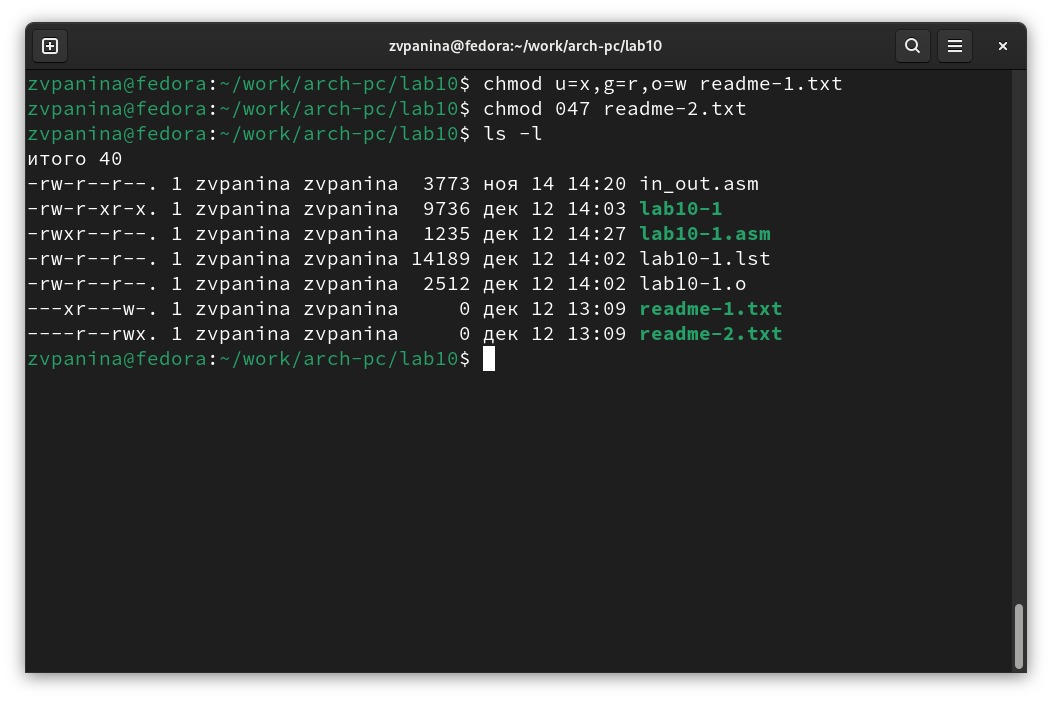 zvpanina@fedora:~/work/arch-pc/lab10
zvpanina@fedora:~/work/arch-pc/lab10$ chmod u=x,g=r,o=w readme-1.txt
zvpanina@fedora:~/work/arch-pc/lab10$ chmod 047 readme-2.txt
zvpanina@fedora:~/work/arch-pc/lab10$ ls -l
итого 40
-rw-r--r--. 1 zvpanina zvpanina  3773 ноя 14 14:20 in_out.asm
-rw-r-xr-x. 1 zvpanina zvpanina  9736 дек 12 14:03 lab10-1
-rwxr--r--. 1 zvpanina zvpanina  1235 дек 12 14:27 lab10-1.asm
-rw-r--r--. 1 zvpanina zvpanina 14189 дек 12 14:02 lab10-1.lst
-rw-r--r--. 1 zvpanina zvpanina  2512 дек 12 14:02 lab10-1.o
---xr---w-. 1 zvpanina zvpanina     0 дек 12 13:09 readme-1.txt
----r--rwx. 1 zvpanina zvpanina     0 дек 12 13:09 readme-2.txt
zvpanina@fedora:~/work/arch-pc/lab10$